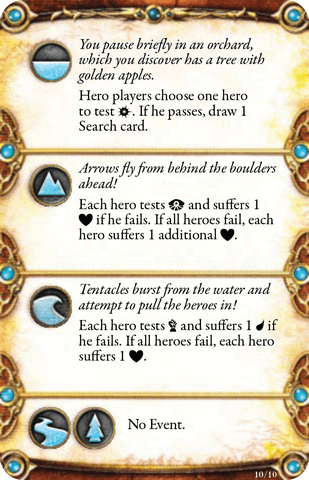 You pause briefly in an orchard,
which you discover has a tree with
golden apples.
Hero players choose one hero
to test . If he passes, draw 1
Search card.
Arrows fly from behind the boulders
ahead!
Each hero tests and suffers 1
if he fails. If all heroes fail, each
hero suffers 1 additional .
Tentacles burst from the water and
attempt to pull the heroes in!
Each hero tests and suffers 1 if
he fails. If all heroes fail, each hero
suffers 1 .
No Event.
10/10